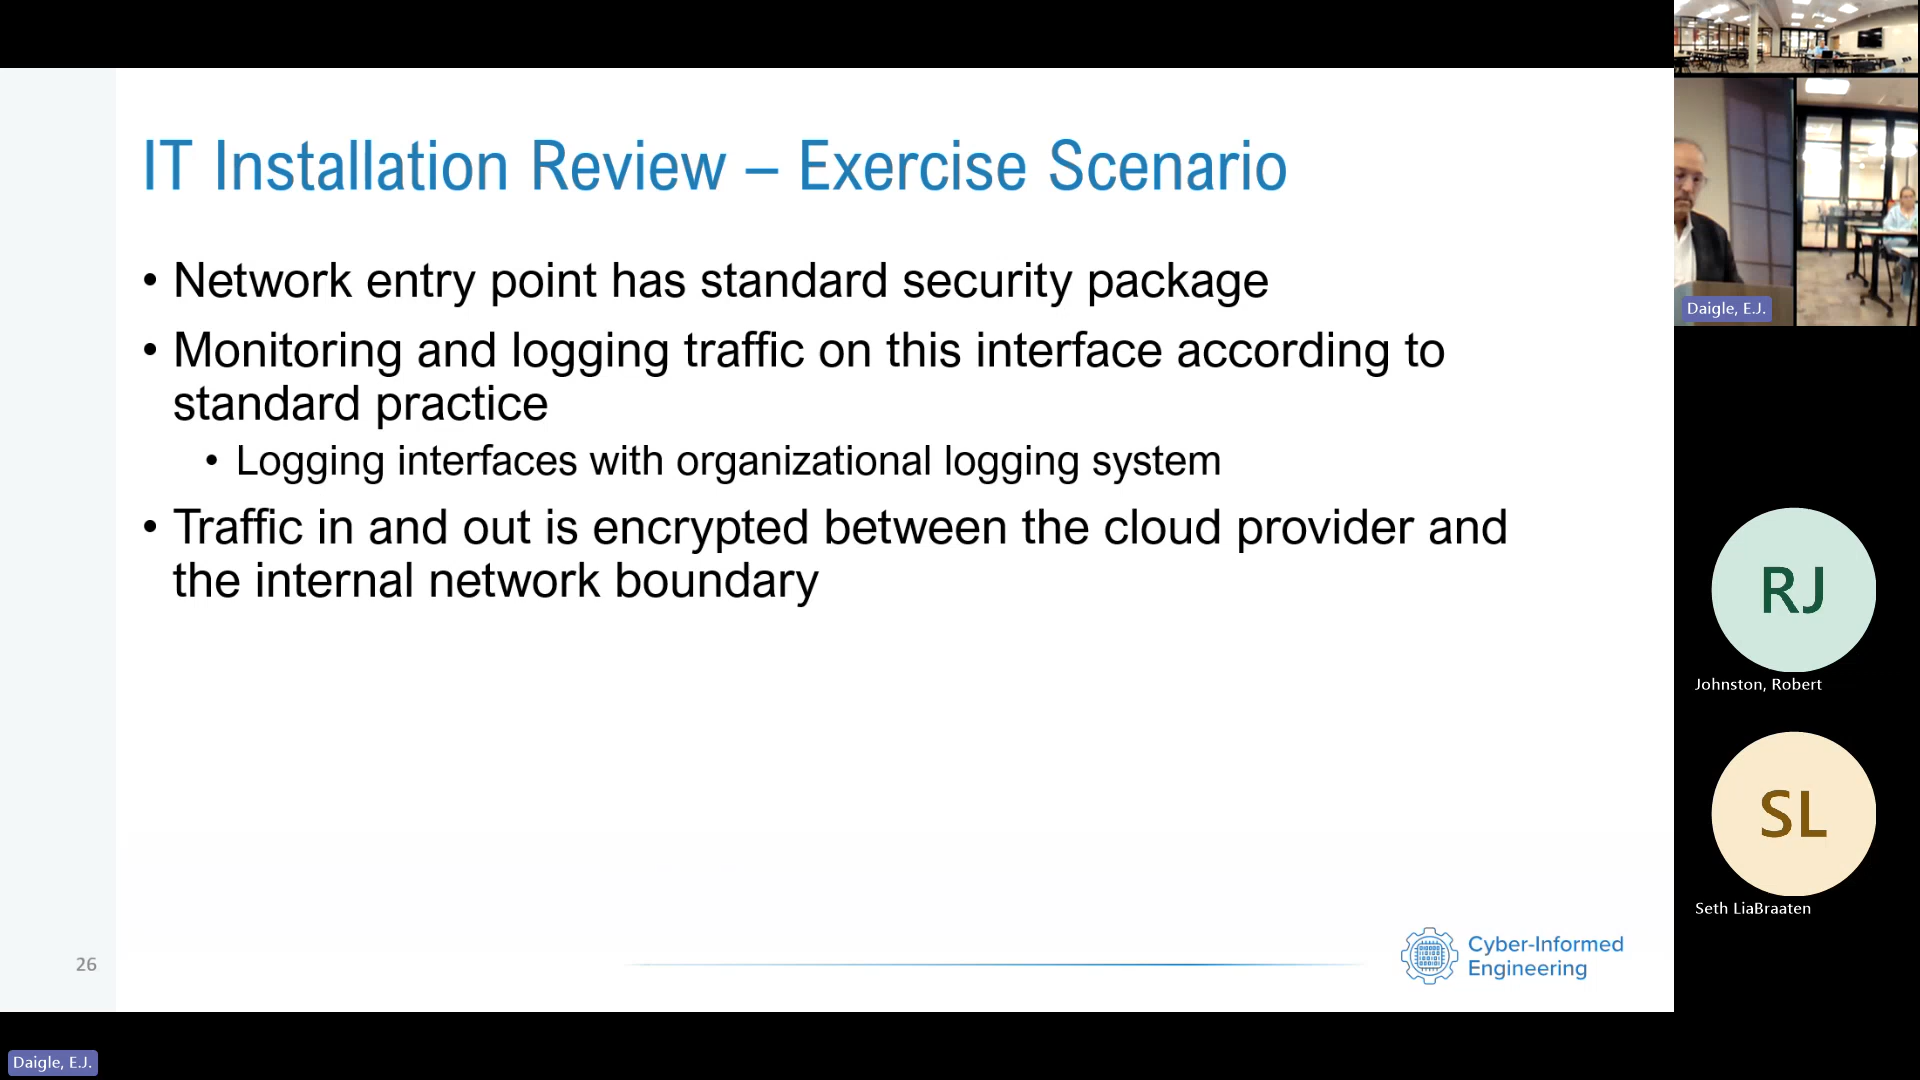 IT Installation Review – Exercise Scenario
• Network entry point has standard security package
• Monitoring and logging traffic on this interface according to
standard practice
• Logging interfaces with organizational logging system
• Traffic in and out is encrypted between the cloud provider and
the internal network boundary
26
Cyber-Informed
Engineering
Daigle, E.J.
RJ
Johnston, Robert
SL
Seth LiaBraaten
Daigle, E.J.